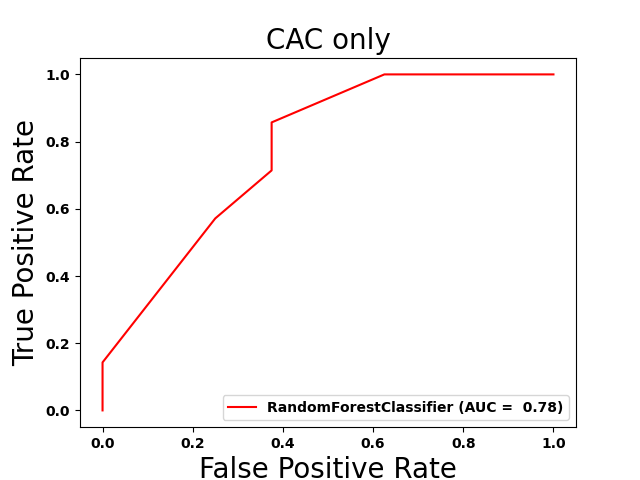 CAC only
True Positive Rate
1.0
0.8
0.6
0.4
0.2
0.0
RandomForestClassifier (AUC =  0.78)
0.0 0.2 0.4 0.6 0.8 1.0
False Positive Rate